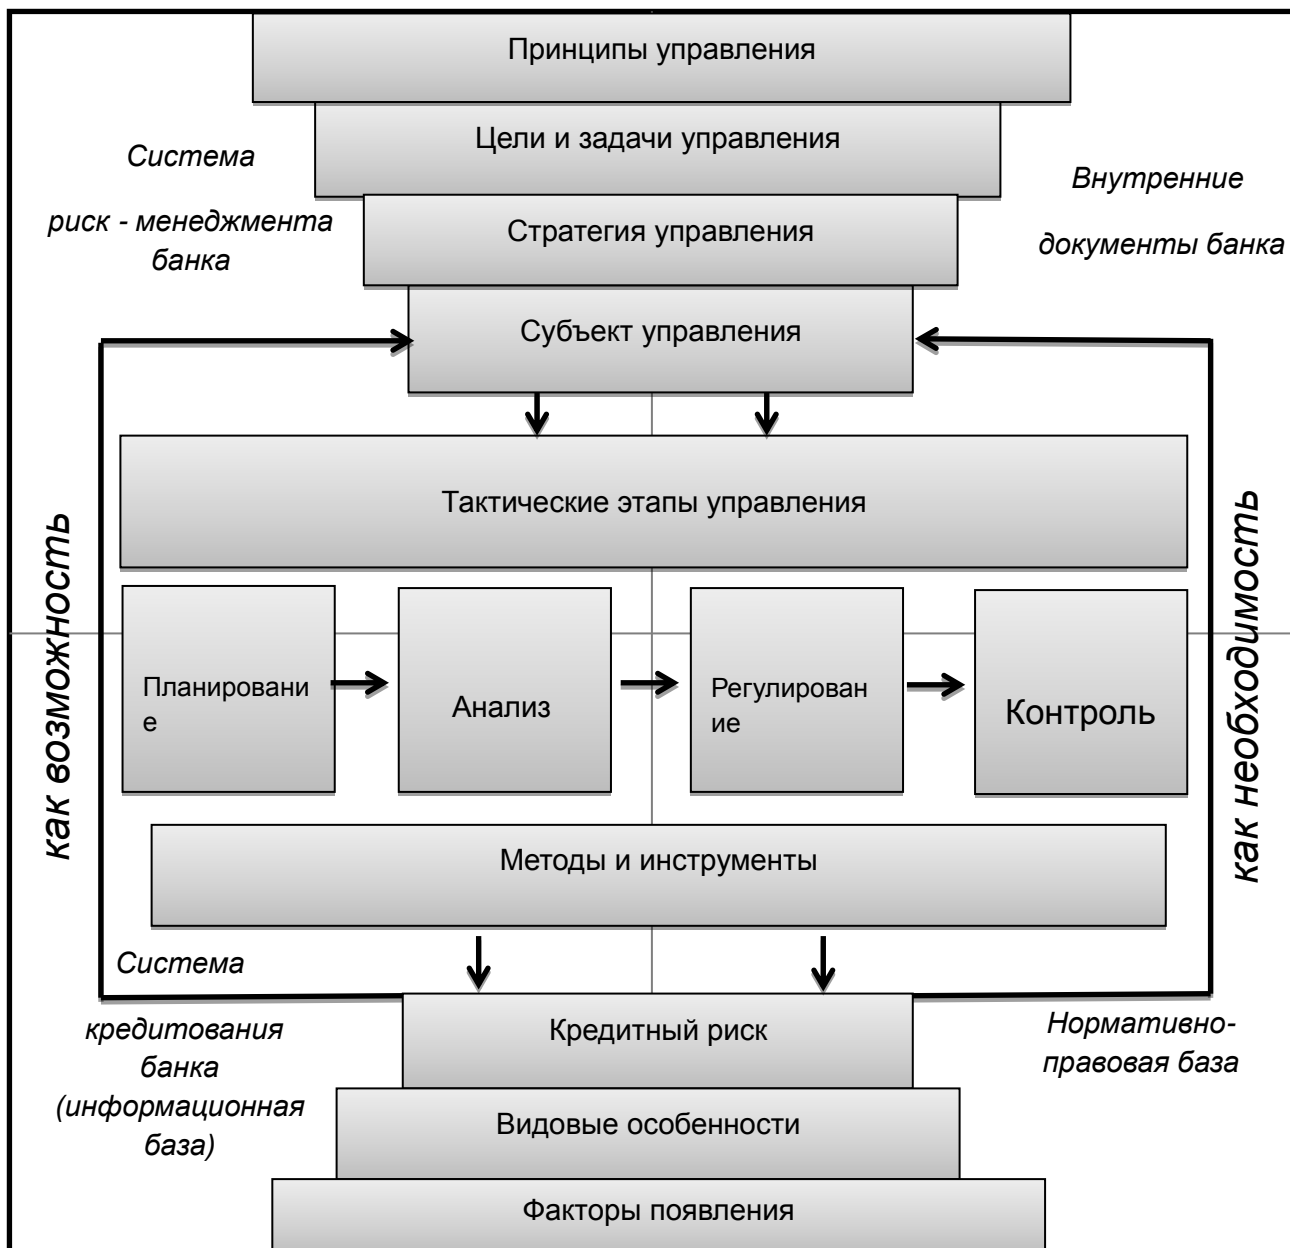 Принципы управления
Цели и задачи управления
Система
риск - менеджмента
банка
Внутренние
документы банка
Стратегия управления
Субъект управления
Тактические этапы управления
как возможность
как необходимость
Планировани
е
Анализ
Регулирован
ие
Контроль
Методы и инструменты
Система
кредитования
банка
(информационная
база)
Кредитный риск
Нормативно-
правовая база
Видовые особенности
Факторы появления